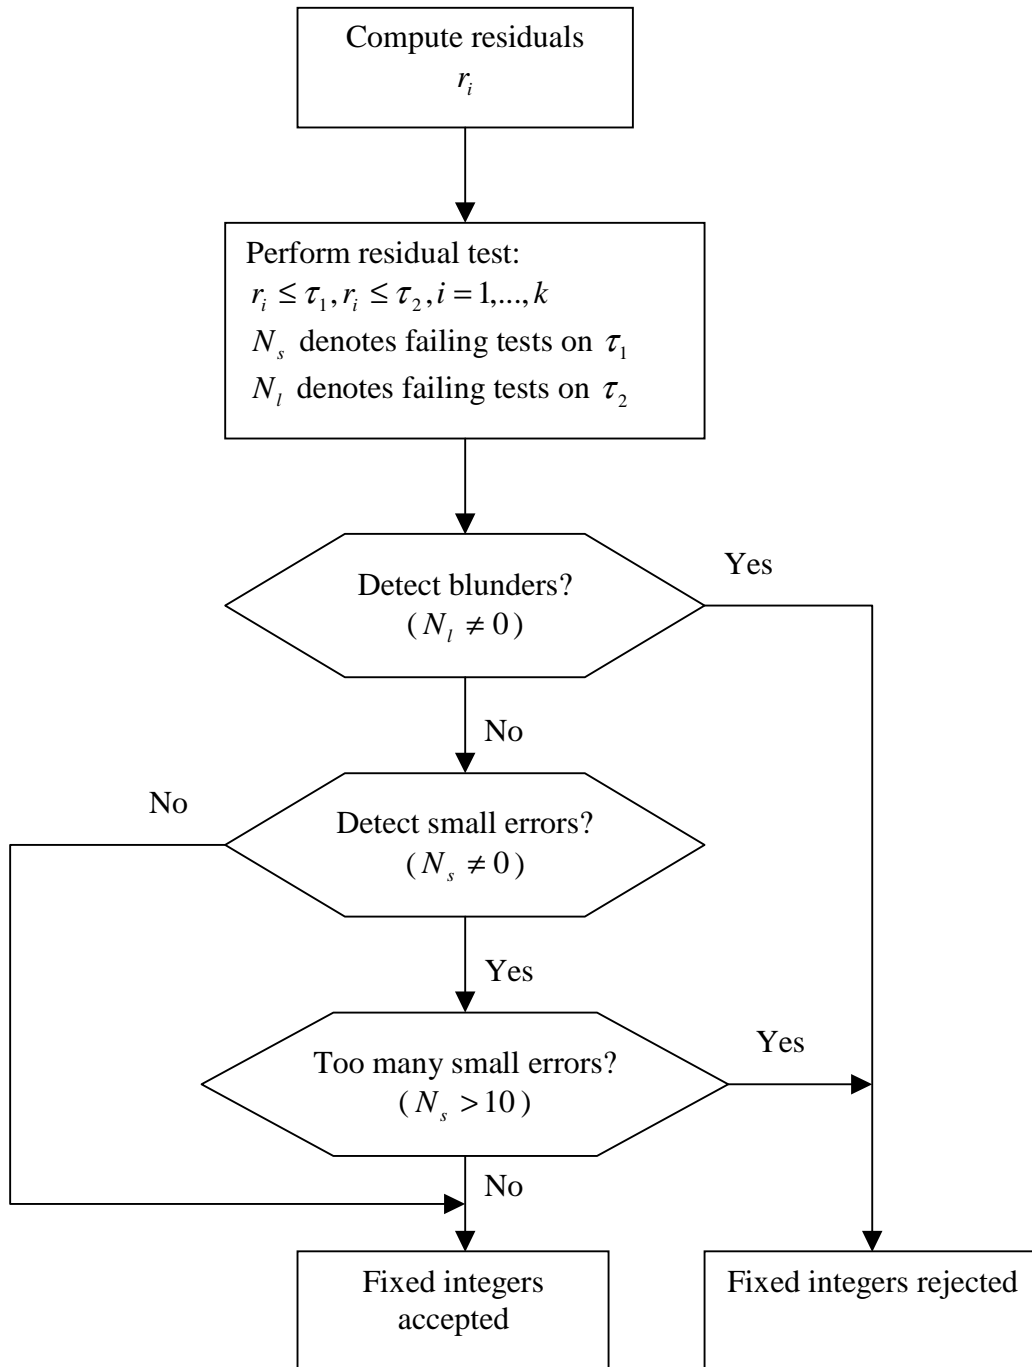 Compute residuals
r_i
Perform residual test:
r_i ≤ τ_1, r_i ≤ τ_2, i = 1,..., k
N_s denotes failing tests on τ_1
N_l denotes failing tests on τ_2
Detect blunders?
(N_l ≠ 0)
Yes
No
Detect small errors?
(N_s ≠ 0)
No
Yes
Too many small errors?
(N_s > 10)
Yes
No
Fixed integers
accepted
Fixed integers rejected